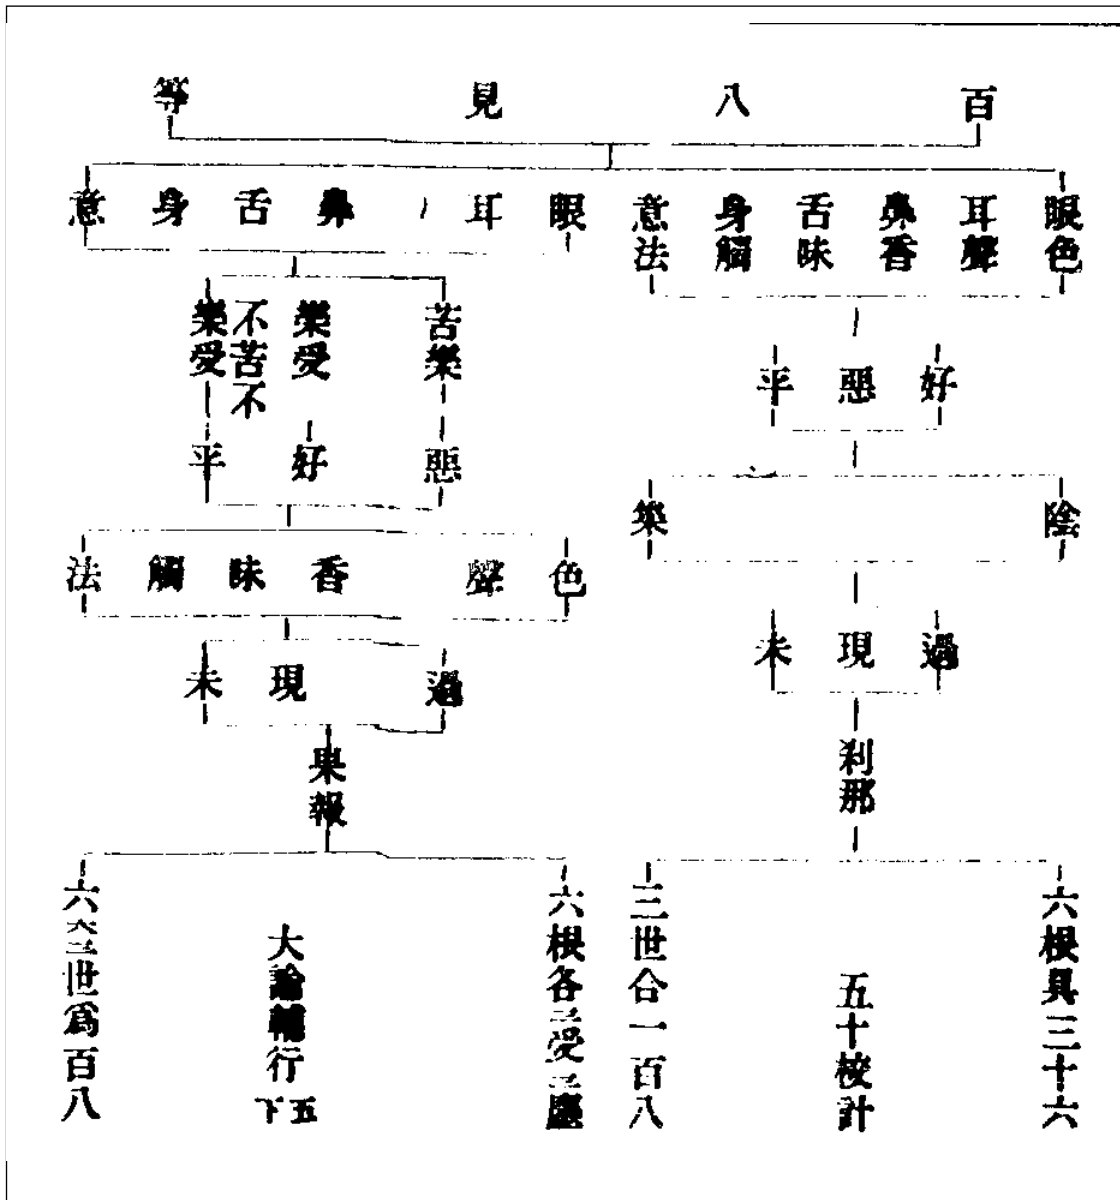 百八見等
眼色 耳聲 鼻香 舌味 身觸 意法
好 惡 平
陰 集
過 現 未
刹那
六根具三十六
五十校計
三世合一百八
眼 耳 鼻 舌 身 意
苦樂
樂受
不苦不
樂受
惡 好 平
色 聲 香 味 觸 法
過 現 未
果報
六根各三受三塵
大論輔行五下
六六三世爲百八